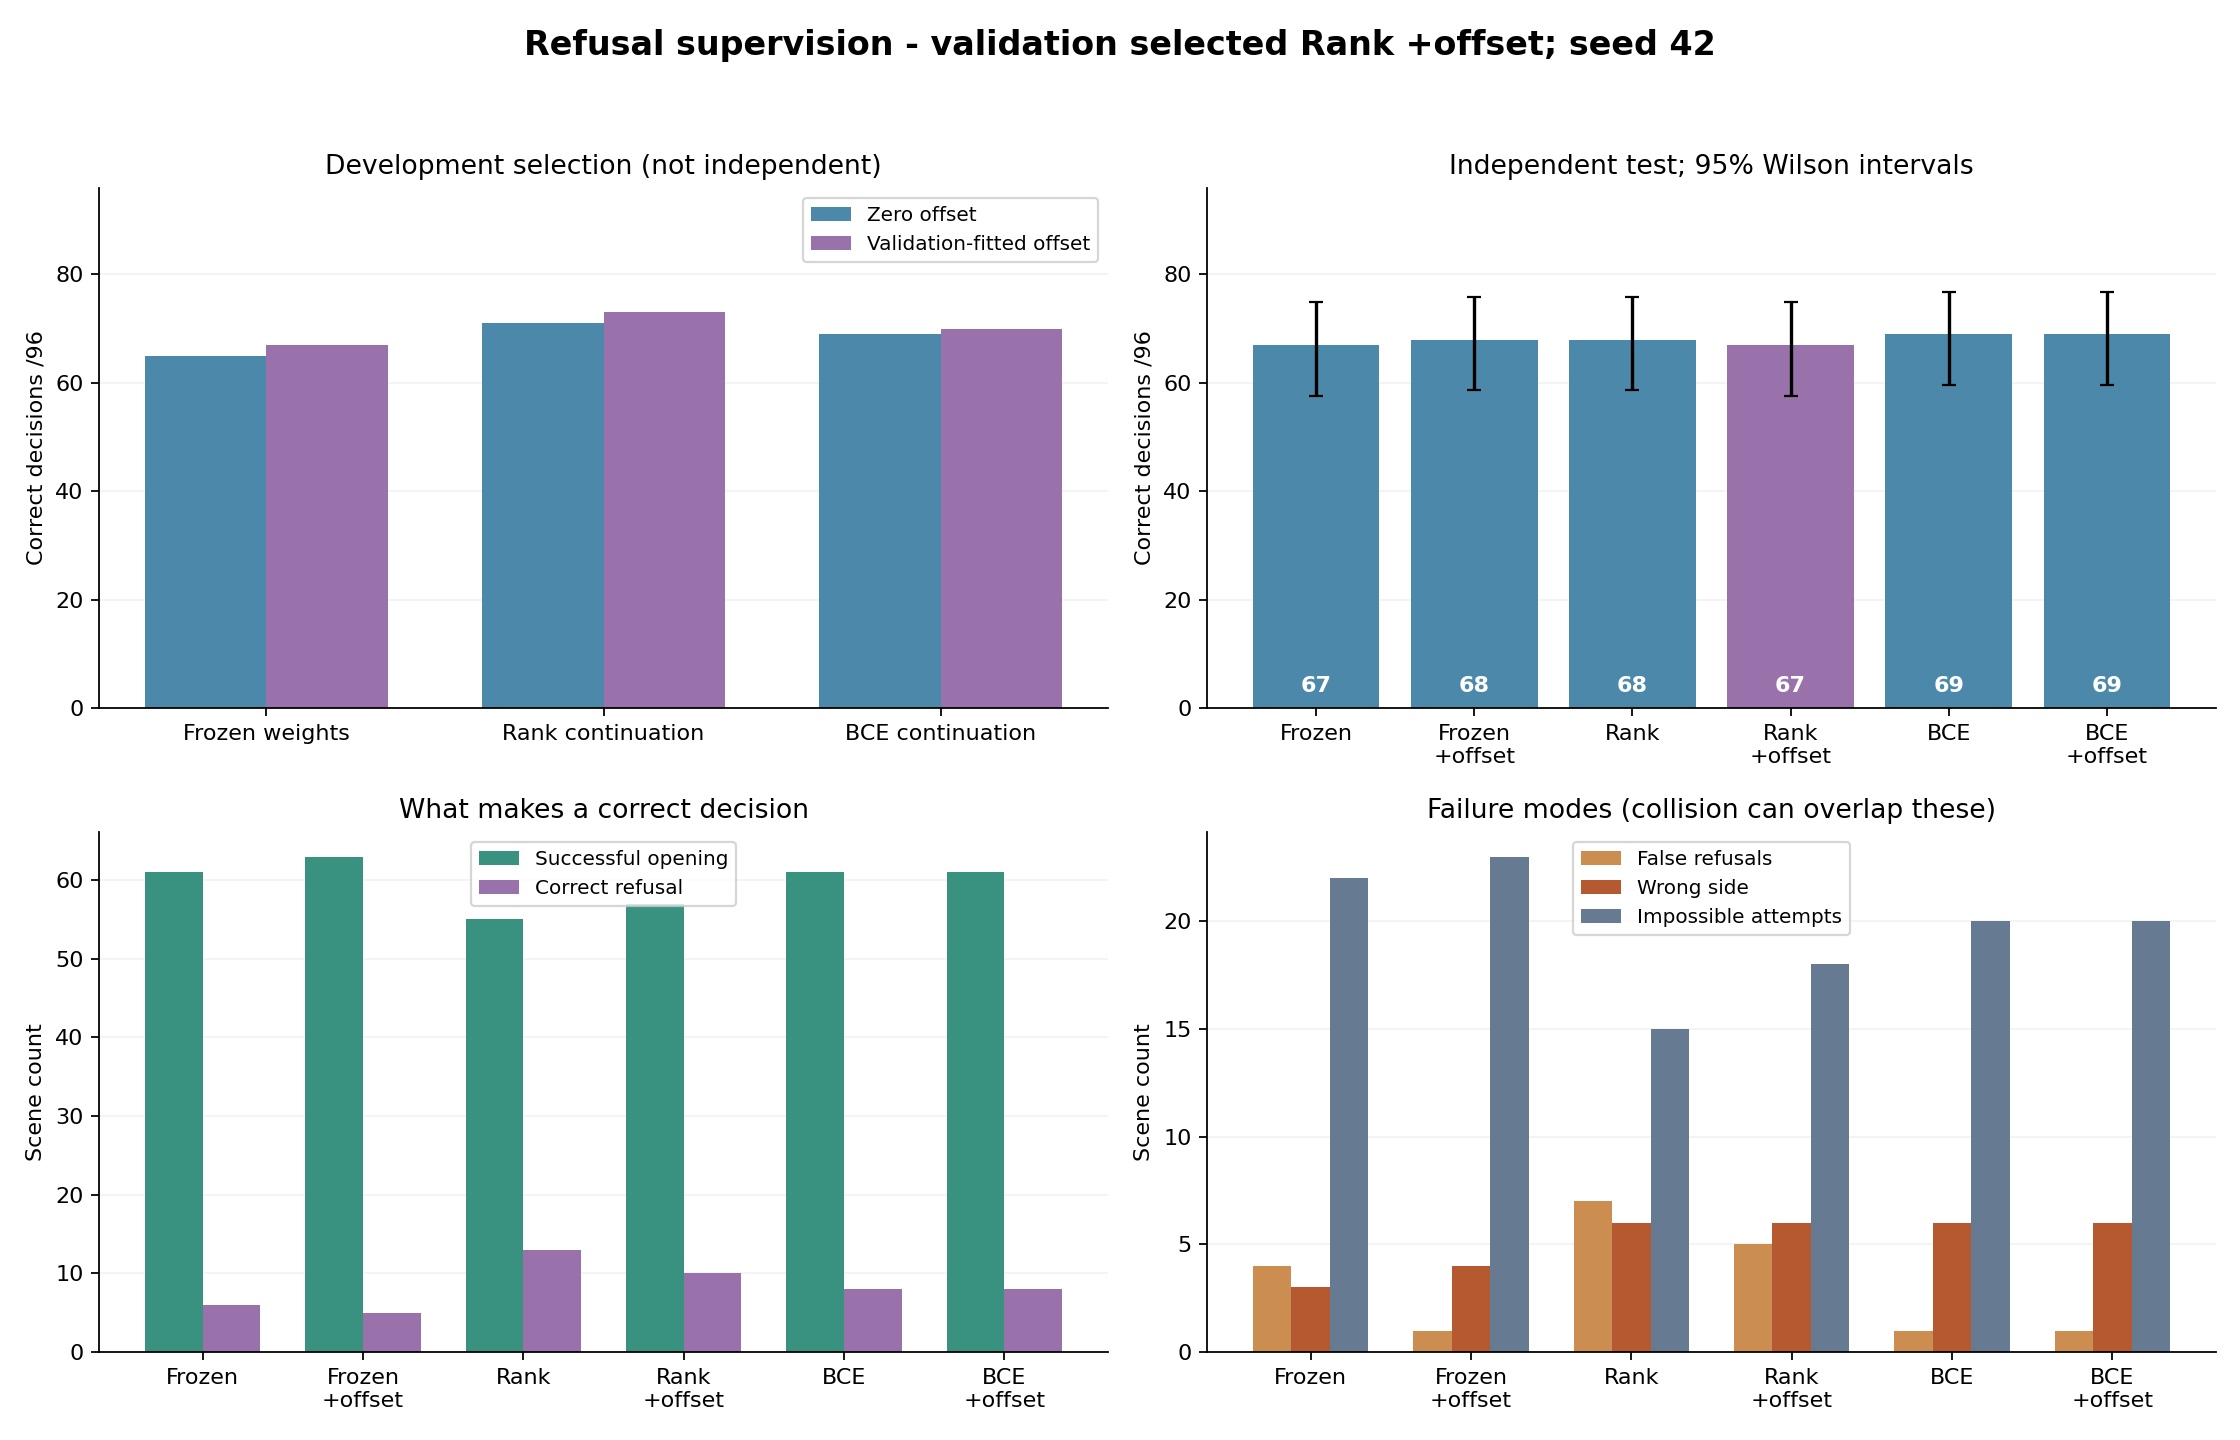 Refusal supervision - validation selected Rank +offset; seed 42
Development selection (not independent)
Correct decisions /96
80
60
40
20
0
Zero offset
Validation-fitted offset
Frozen weights
Rank continuation
BCE continuation
Independent test; 95% Wilson intervals
Correct decisions /96
80
60
40
20
0
67
68
68
67
69
69
Frozen
Frozen
+offset
Rank
Rank
+offset
BCE
BCE
+offset
What makes a correct decision
Scene count
60
50
40
30
20
10
0
Successful opening
Correct refusal
Frozen
Frozen
+offset
Rank
Rank
+offset
BCE
BCE
+offset
Failure modes (collision can overlap these)
Scene count
20
15
10
5
0
False refusals
Wrong side
Impossible attempts
Frozen
Frozen
+offset
Rank
Rank
+offset
BCE
BCE
+offset